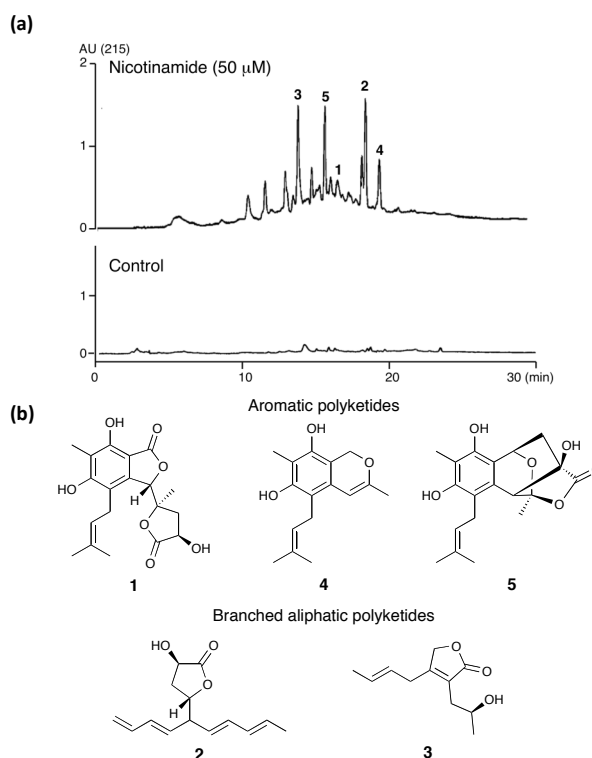 (a)
AU (215)
2
Nicotinamide (50 μM)
3
5
2
4
1
1
0
Control
1
0
0
10
20
30 (min)
(b)
Aromatic polyketides
OH
O
O
HO
H
O
O
OH
1
OH
O
HO
4
OH
OH
O
HO
O
5
Branched aliphatic polyketides
HO
O
O
H
2
O
O
OH
3